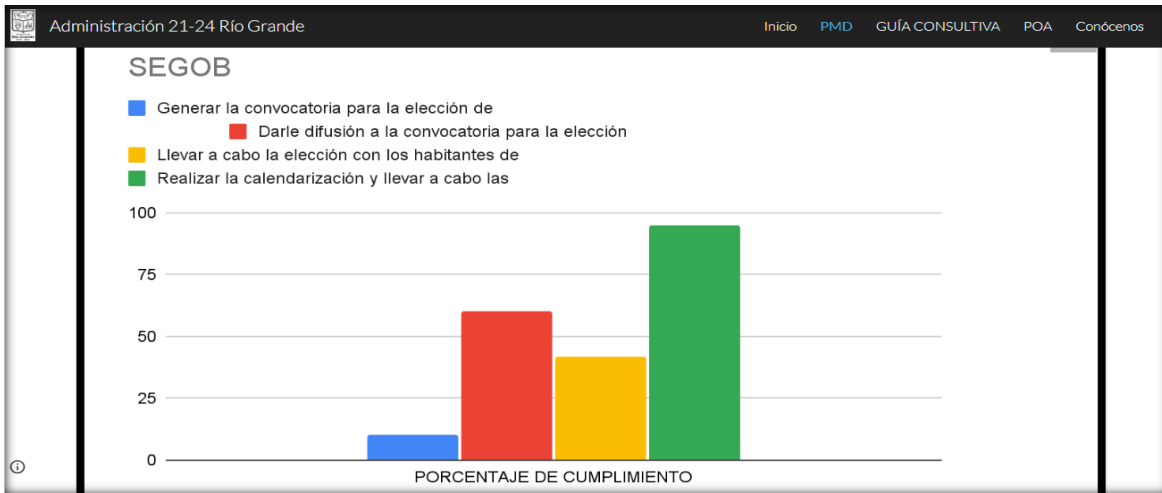 Administración 21-24 Río Grande
Inicio PMD GUÍA CONSULTIVA POA Conócenos
SEGOB
Generar la convocatoria para la elección de
Darle difusión a la convocatoria para la elección
Llevar a cabo la elección con los habitantes de
Realizar la calendarización y llevar a cabo las
100
75
50
25
0
PORCENTAJE DE CUMPLIMIENTO